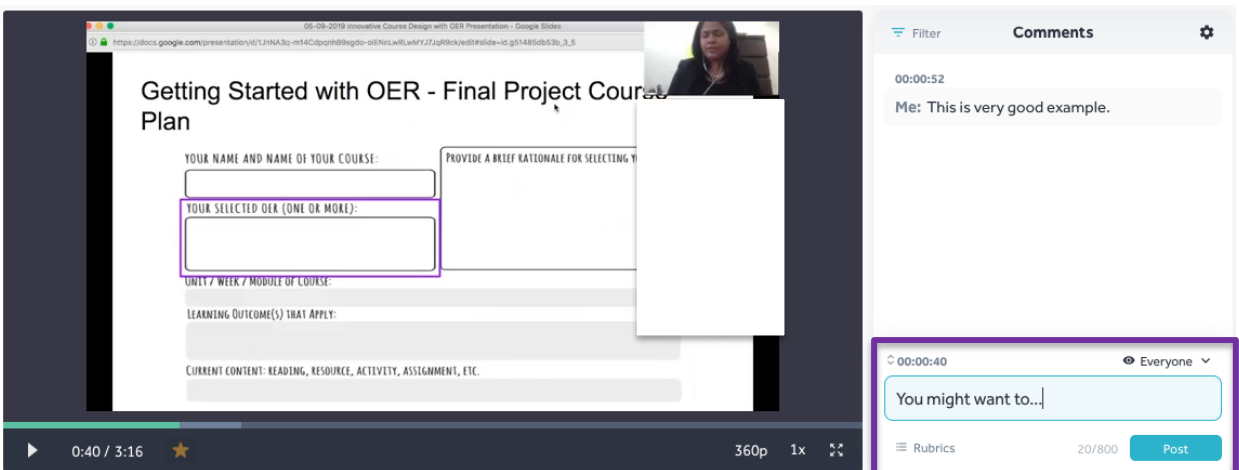 05-09-2019 Innovative Course Design with OER Presentation - Google Slides
Filter
Comments
00:00:52
Me: This is very good example.
Getting Started with OER - Final Project Course
Plan
YOUR NAME AND NAME OF YOUR COURSE:
PROVIDE A BRIEF RATIONALE FOR SELECTING
YOUR SELECTED OER (ONE OR MORE):
UNIT / WEEK / MODULE OF COURSE:
LEARNING OUTCOME(S) THAT APPLY:
CURRENT CONTENT: READING, RESOURCE, ACTIVITY, ASSIGNMENT, ETC.
00:00:40
Everyone
You might want to...
Rubrics
20/800
Post
0:40 / 3:16
360p
1x